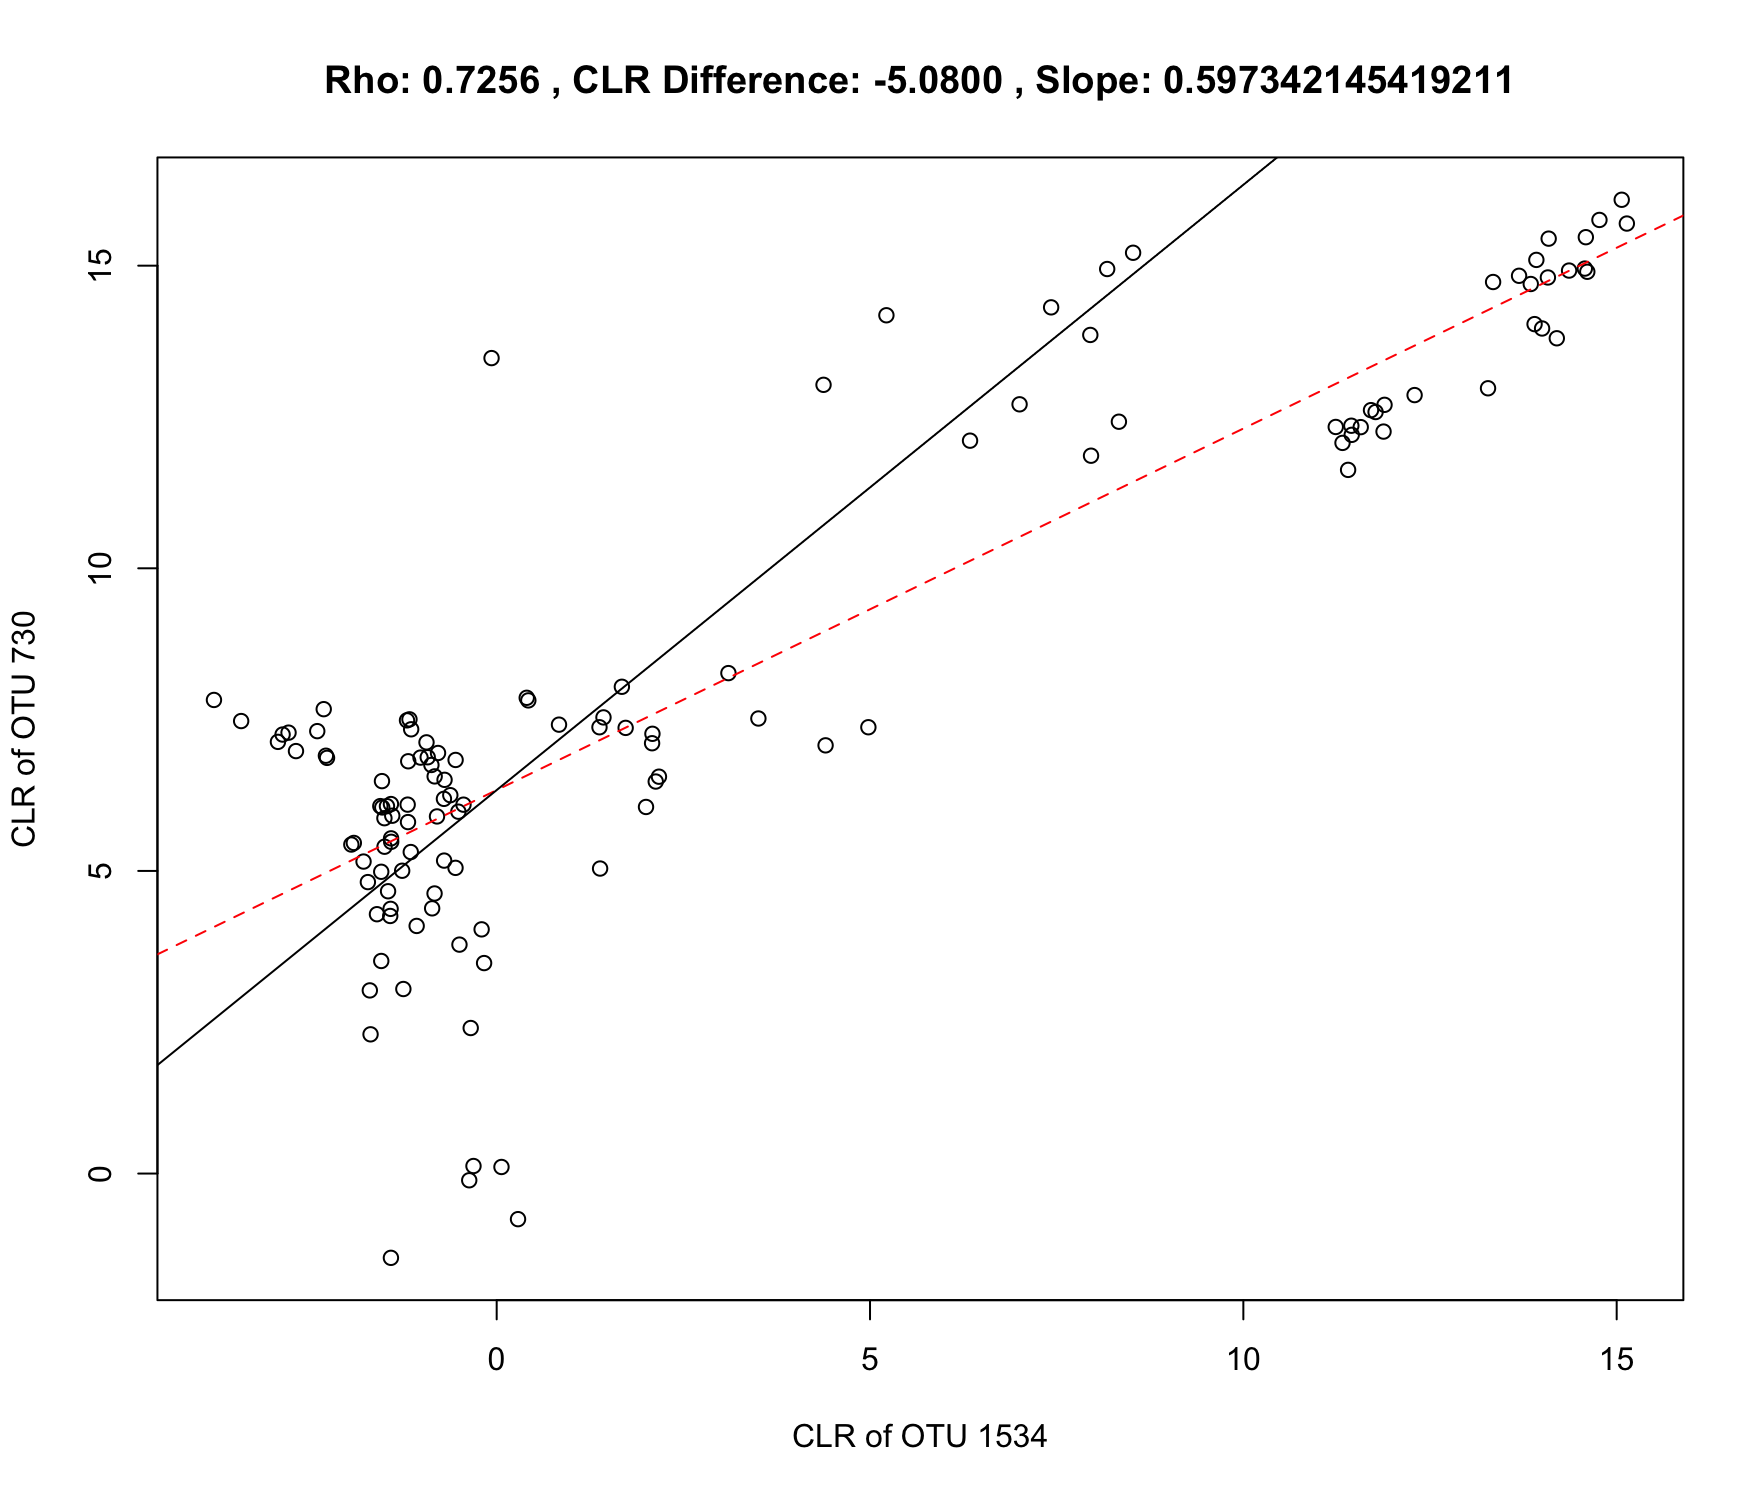 Rho: 0.7256 , CLR Difference: -5.0800 , Slope: 0.597342145419211
15
10
5
0
CLR of OTU 730
0 5 10 15
CLR of OTU 1534